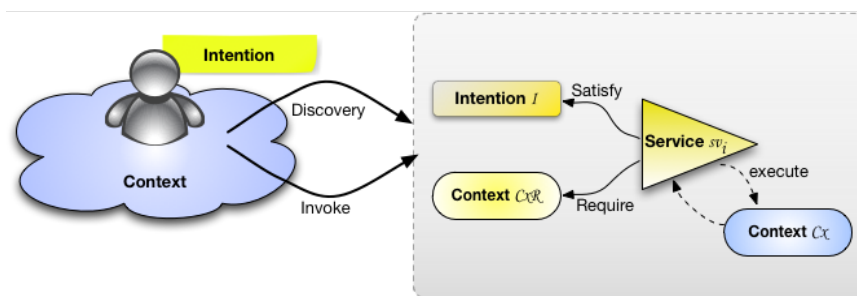 Intention
Discovery
Context
Invoke
Intention I
Satisfy
Service sv_i
execute
Context CxR
Require
Context Cx